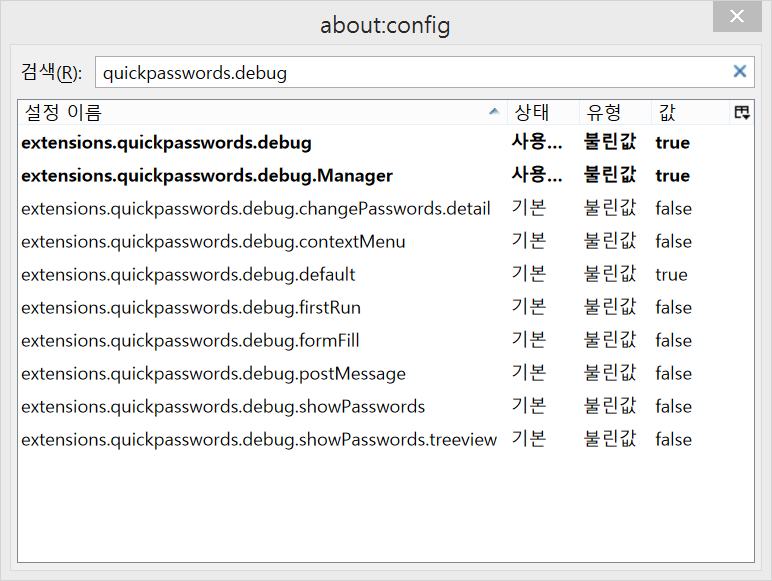 about:config
검색(R): quickpasswords.debug
설정 이름 상태 유형 값
extensions.quickpasswords.debug 사용... 불린값 true
extensions.quickpasswords.debug.Manager 사용... 불린값 true
extensions.quickpasswords.debug.changePasswords.detail 기본 불린값 false
extensions.quickpasswords.debug.contextMenu 기본 불린값 false
extensions.quickpasswords.debug.default 기본 불린값 true
extensions.quickpasswords.debug.firstRun 기본 불린값 false
extensions.quickpasswords.debug.formFill 기본 불린값 false
extensions.quickpasswords.debug.postMessage 기본 불린값 false
extensions.quickpasswords.debug.showPasswords 기본 불린값 false
extensions.quickpasswords.debug.showPasswords.treeview 기본 불린값 false